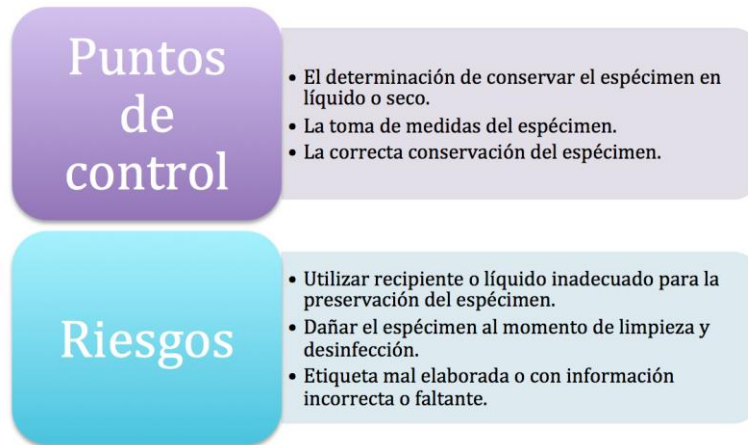 Puntos
de
control
• El determinación de conservar el espécimen en
líquido o seco.
• La toma de medidas del espécimen.
• La correcta conservación del espécimen.
Riesgos
• Utilizar recipiente o líquido inadecuado para la
preservación del espécimen.
• Dañar el espécimen al momento de limpieza y
desinfección.
• Etiqueta mal elaborada o con información
incorrecta o faltante.